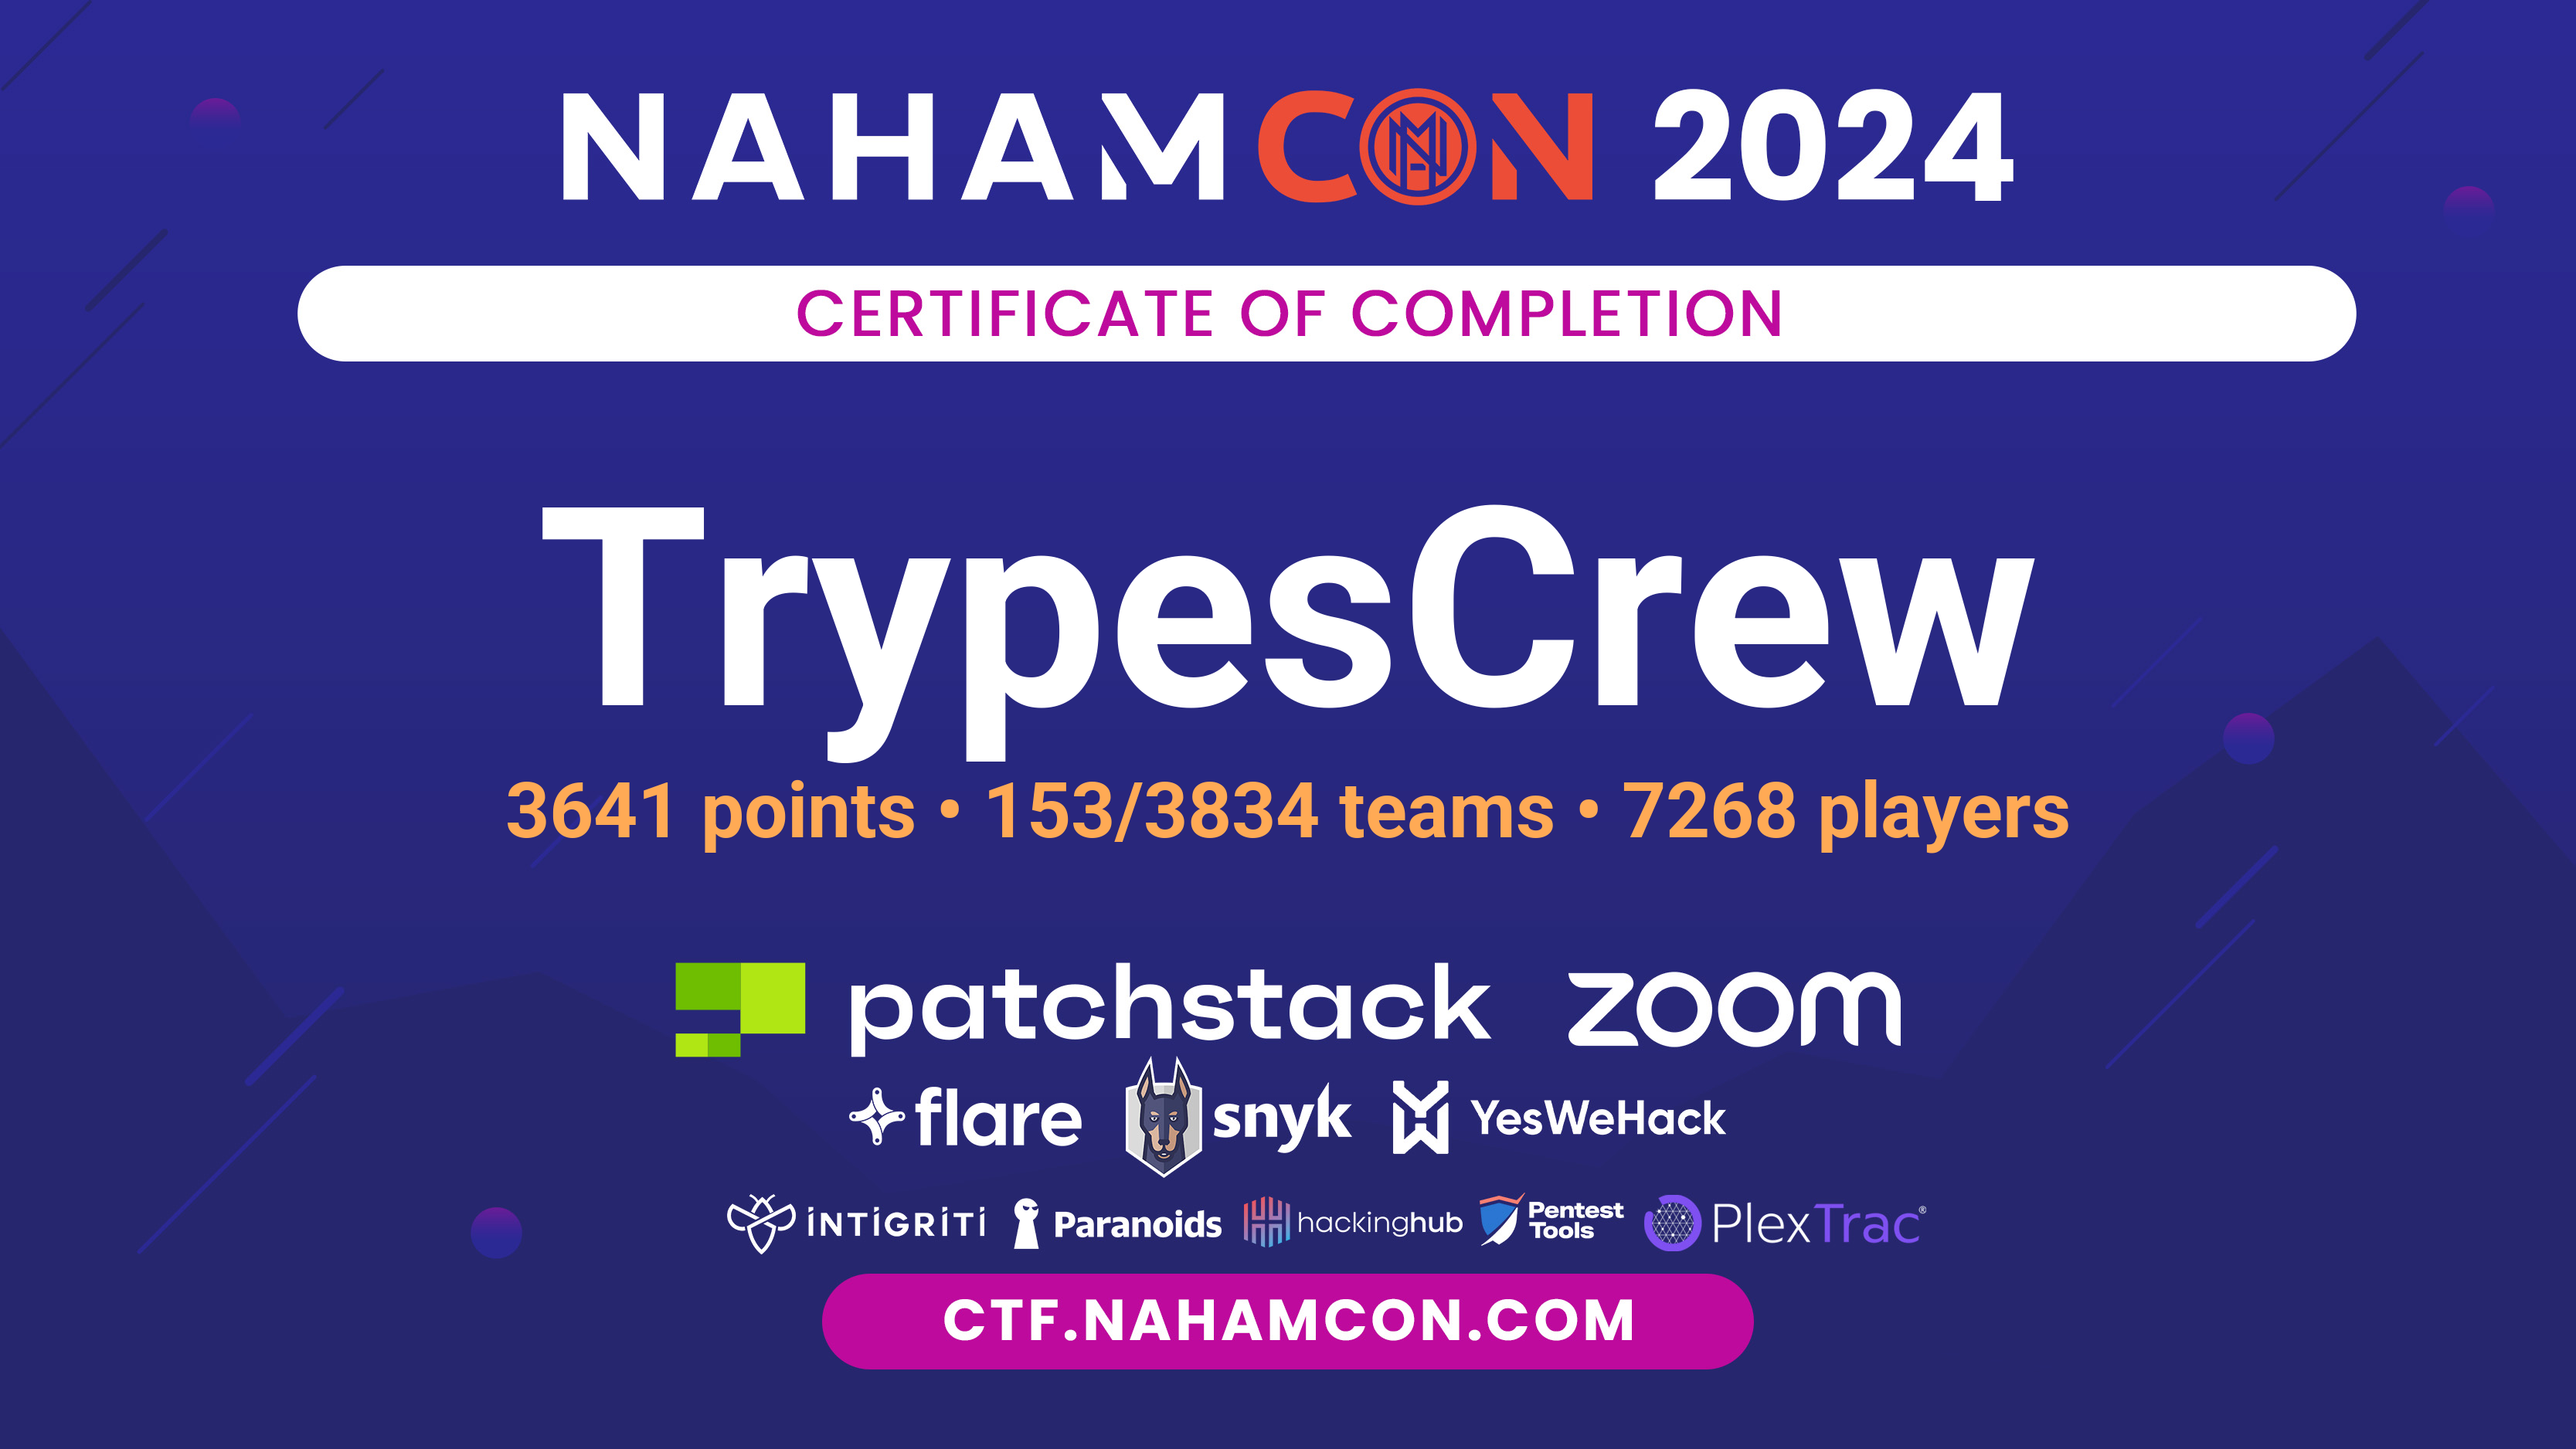 NAHAMCON 2024
CERTIFICATE OF COMPLETION
TrypesCrew
3641 points • 153/3834 teams • 7268 players
patchstack zoom
flare snyk YesWeHack
INTIGRITI Paranoids hackinghub Pentest Tools PlexTrac®
CTF.NAHAMCON.COM